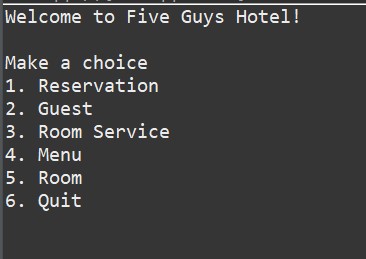 Welcome to Five Guys Hotel!
Make a choice
1. Reservation
2. Guest
3. Room Service
4. Menu
5. Room
6. Quit